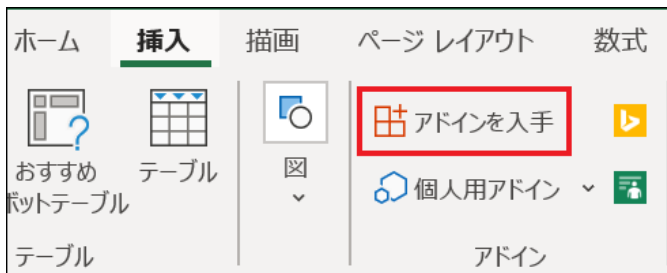 ホーム 挿入 描画 ページ レイアウト 数式
アドインを入手
おすすめ テーブル 図
ボットテーブル 個人用アドイン
テーブル アドイン